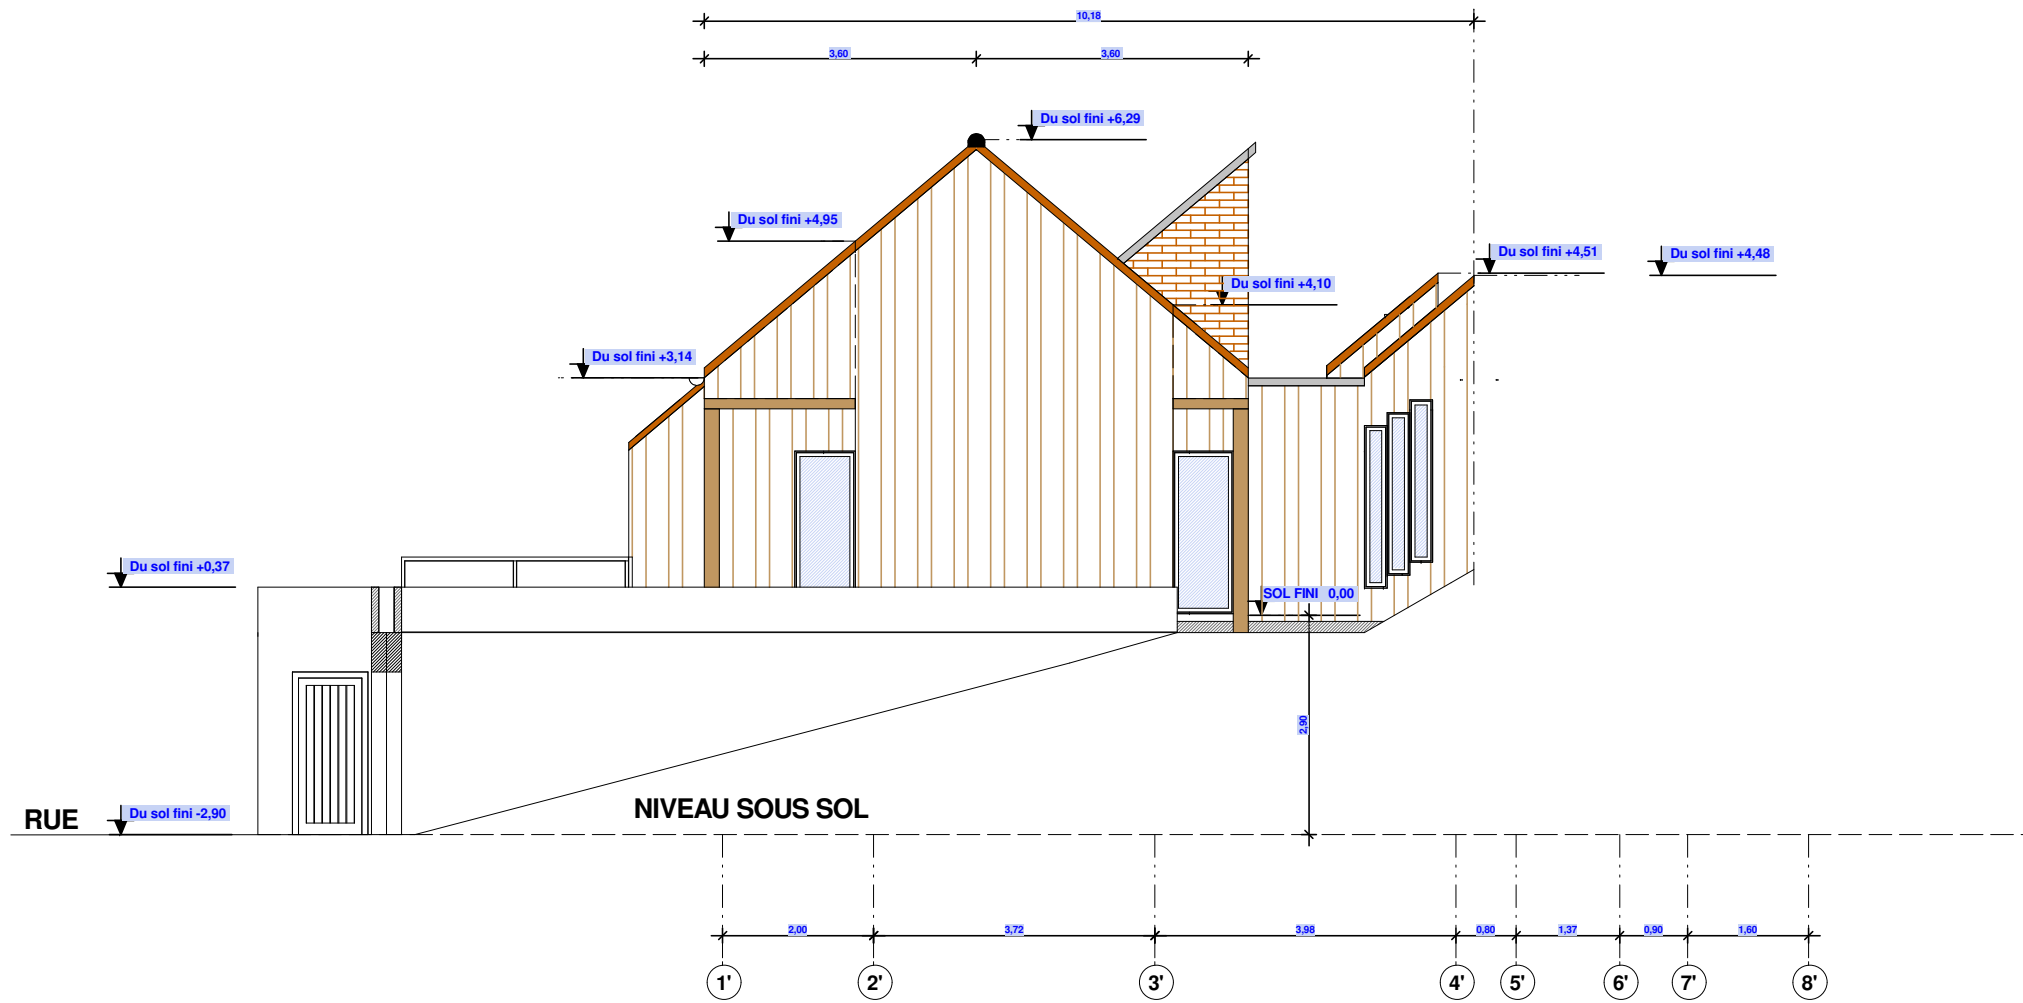 10,18
3,60
3,60
Du sol fini +6,29
Du sol fini +4,95
Du sol fini +4,51
Du sol fini +4,48
Du sol fini +4,10
Du sol fini +3,14
Du sol fini +0,37
SOL FINI 0,00
2,90
Du sol fini -2,90
RUE
NIVEAU SOUS SOL
2,00
3,72
3,98
0,80
1,37
0,90
1,60
1'
2'
3'
4'
5'
6'
7'
8'